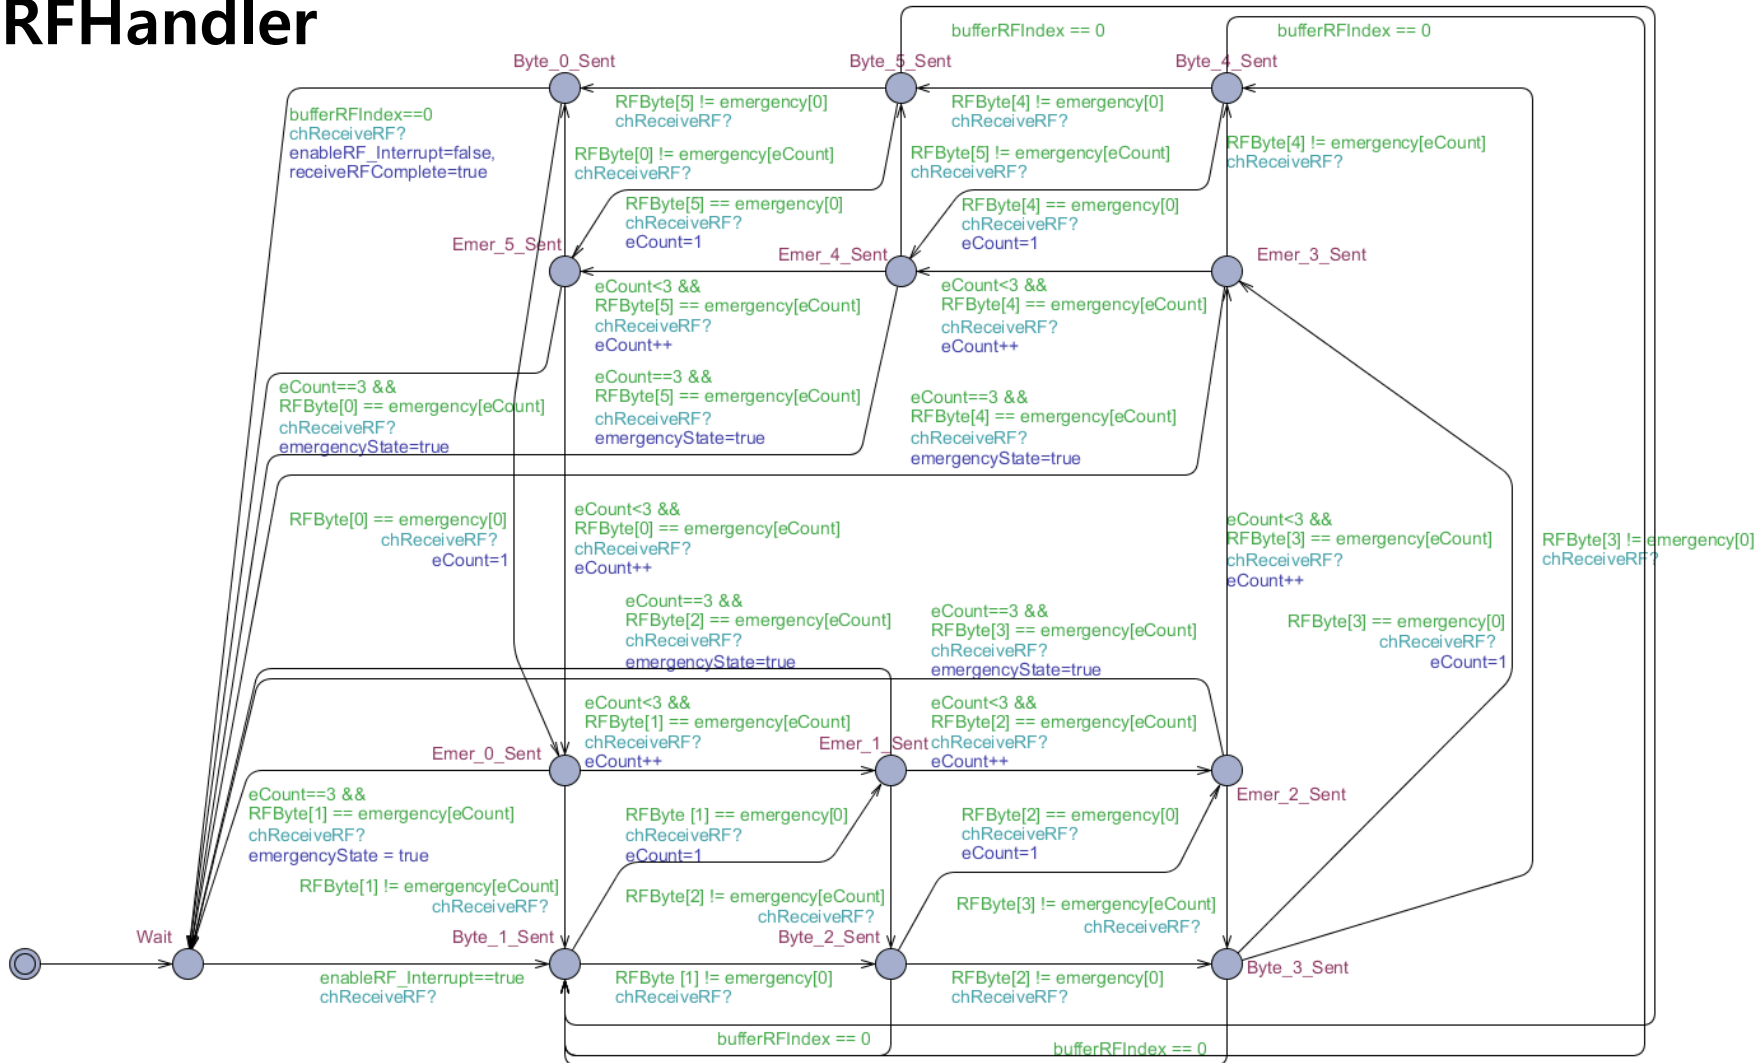 RFHandler
bufferRFIndex == 0
bufferRFIndex == 0
Byte_0_Sent
Byte_5_Sent
Byte_4_Sent
bufferRFIndex==0
chReceiveRF?
enableRF_Interrupt=false,
receiveRFComplete=true
RFByte[5] != emergency[0]
chReceiveRF?
RFByte[4] != emergency[0]
chReceiveRF?
RFByte[0] != emergency[eCount]
chReceiveRF?
RFByte[5] != emergency[eCount]
chReceiveRF?
RFByte[4] != emergency[eCount]
chReceiveRF?
RFByte[5] == emergency[0]
chReceiveRF?
eCount=1
RFByte[4] == emergency[0]
chReceiveRF?
eCount=1
Emer_5_Sent
Emer_4_Sent
Emer_3_Sent
eCount<3 &&
RFByte[5] == emergency[eCount]
chReceiveRF?
eCount++
eCount<3 &&
RFByte[4] == emergency[eCount]
chReceiveRF?
eCount++
eCount==3 &&
RFByte[0] == emergency[eCount]
chReceiveRF?
emergencyState=true
eCount==3 &&
RFByte[5] == emergency[eCount]
chReceiveRF?
emergencyState=true
eCount==3 &&
RFByte[4] == emergency[eCount]
chReceiveRF?
emergencyState=true
RFByte[0] == emergency[0]
chReceiveRF?
eCount=1
eCount<3 &&
RFByte[0] == emergency[eCount]
chReceiveRF?
eCount++
eCount<3 &&
RFByte[3] == emergency[eCount]
chReceiveRF?
eCount++
RFByte[3] != emergency[0]
chReceiveRF?
eCount==3 &&
RFByte[2] == emergency[eCount]
chReceiveRF?
emergencyState=true
eCount==3 &&
RFByte[3] == emergency[eCount]
chReceiveRF?
emergencyState=true
RFByte[3] == emergency[0]
chReceiveRF?
eCount=1
eCount<3 &&
RFByte[1] == emergency[eCount]
chReceiveRF?
eCount++
eCount<3 &&
RFByte[2] == emergency[eCount]
chReceiveRF?
eCount++
Emer_0_Sent
Emer_1_Sent
Emer_2_Sent
eCount==3 &&
RFByte[1] == emergency[eCount]
chReceiveRF?
emergencyState = true
RFByte [1] == emergency[0]
chReceiveRF?
eCount=1
RFByte[2] == emergency[0]
chReceiveRF?
eCount=1
RFByte[1] != emergency[eCount]
chReceiveRF?
RFByte[2] != emergency[eCount]
chReceiveRF?
RFByte[3] != emergency[eCount]
chReceiveRF?
Wait
Byte_1_Sent
Byte_2_Sent
Byte_3_Sent
enableRF_Interrupt==true
chReceiveRF?
RFByte [1] != emergency[0]
chReceiveRF?
RFByte[2] != emergency[0]
chReceiveRF?
bufferRFIndex == 0
bufferRFIndex == 0